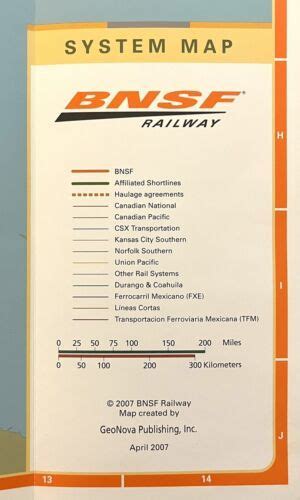 SYSTEM MAP
BNSF
RAILWAY
H
BNSF
Affiliated Shortlines
Haulage agreements
Canadian National
Canadian Pacific
CSX Transportation
Kansas City Southern
Norfolk Southern
Union Pacific
Other Rail Systems
Durango & Coahuila
Ferrocarril Mexicano (FXE)
Líneas Cortas
Transportacion Ferroviaria Mexicana (TFM)
I
0 25 50 75 100 150 200 Miles
0 50 100 200 300 Kilometers
© 2007 BNSF Railway
Map created by
GeoNova Publishing, Inc.
April 2007
J
13 14